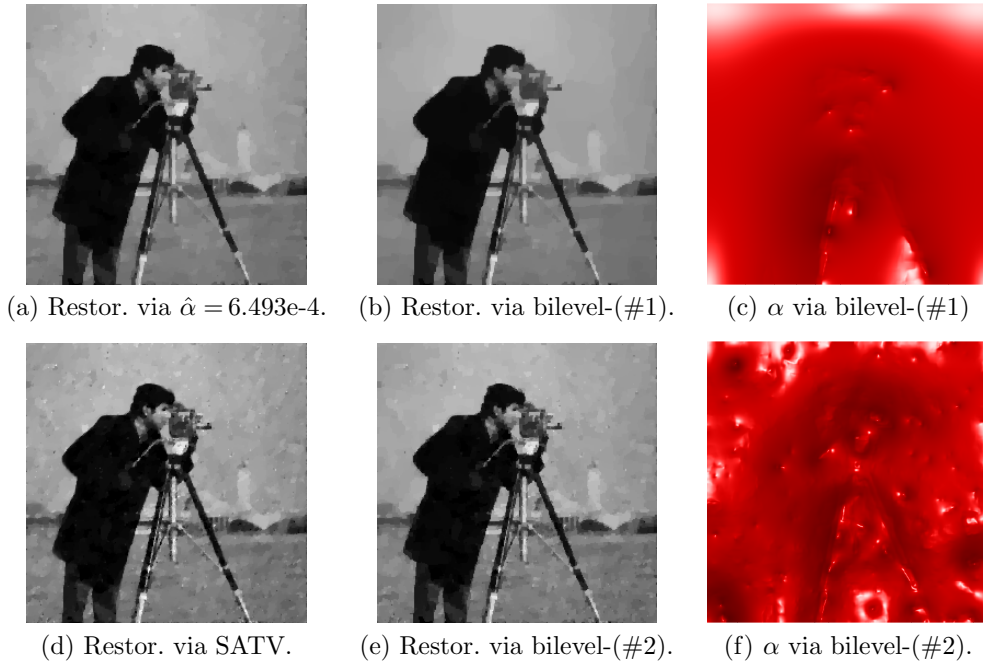 (a) Restor. via α̂ = 6.493e-4.
(b) Restor. via bilevel-(#1).
(c) α via bilevel-(#1)
(d) Restor. via SATV.
(e) Restor. via bilevel-(#2).
(f) α via bilevel-(#2).